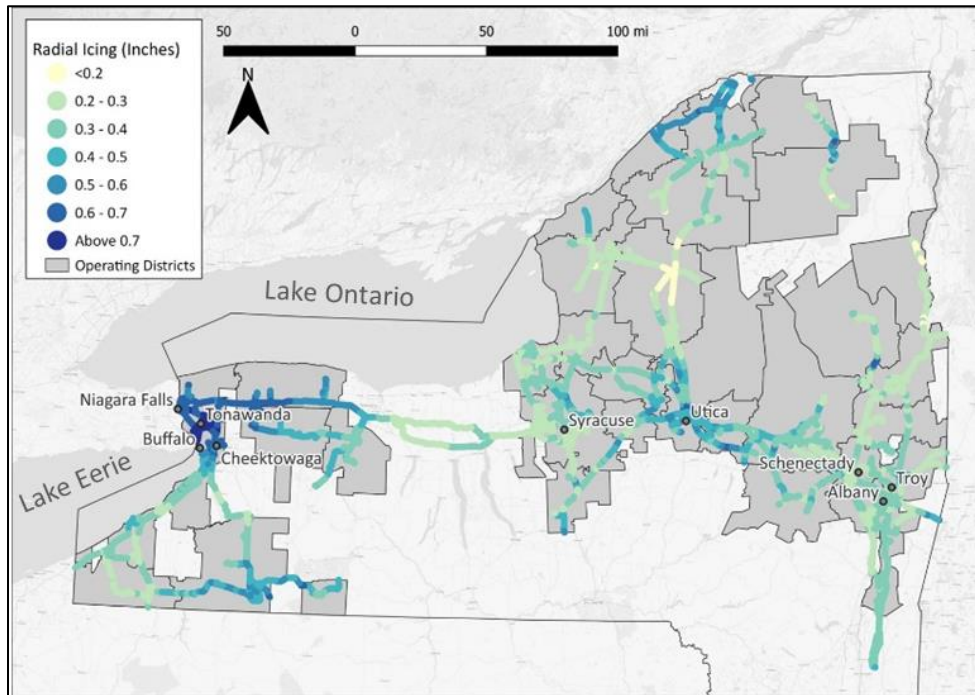 Radial Icing (Inches)
<0.2
0.2 - 0.3
0.3 - 0.4
0.4 - 0.5
0.5 - 0.6
0.6 - 0.7
Above 0.7
Operating Districts
50 0 50 100 mi
N
Lake Ontario
Niagara Falls
Tonawanda
Buffalo
Cheektowaga
Lake Eerie
Syracuse
Utica
Schenectady
Troy
Albany